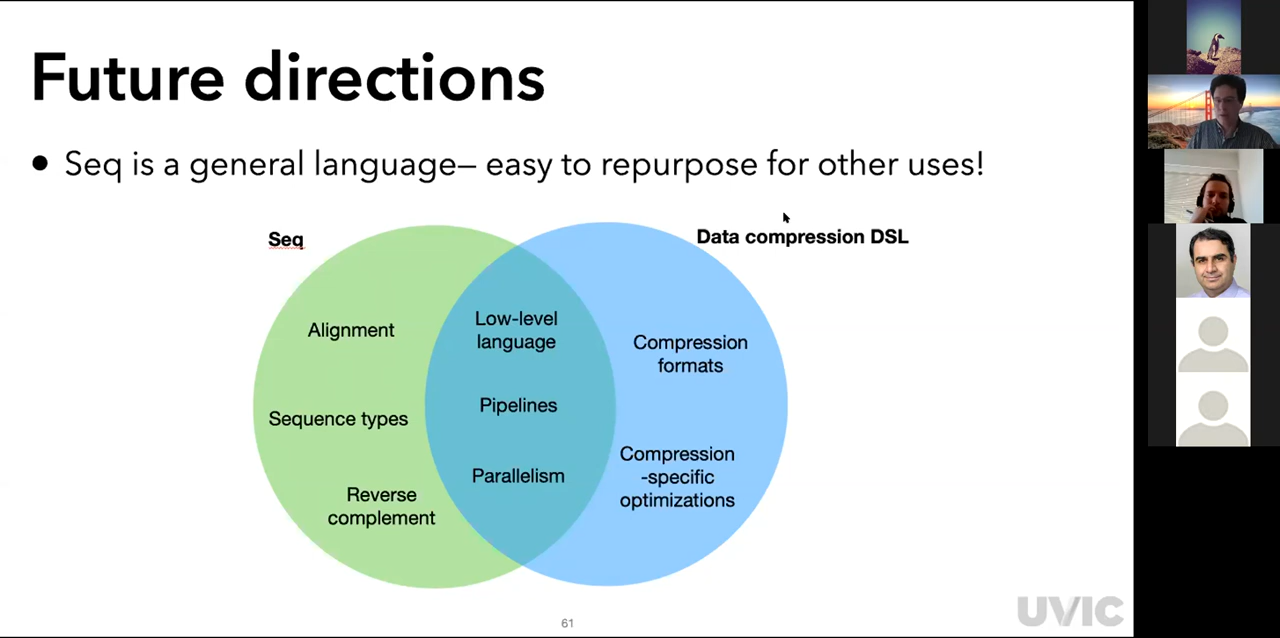 Future directions
• Seq is a general language— easy to repurpose for other uses!
Seq
Data compression DSL
Alignment
Sequence types
Reverse
complement
Low-level
language
Pipelines
Parallelism
Compression
formats
Compression
-specific
optimizations
61
UVIC